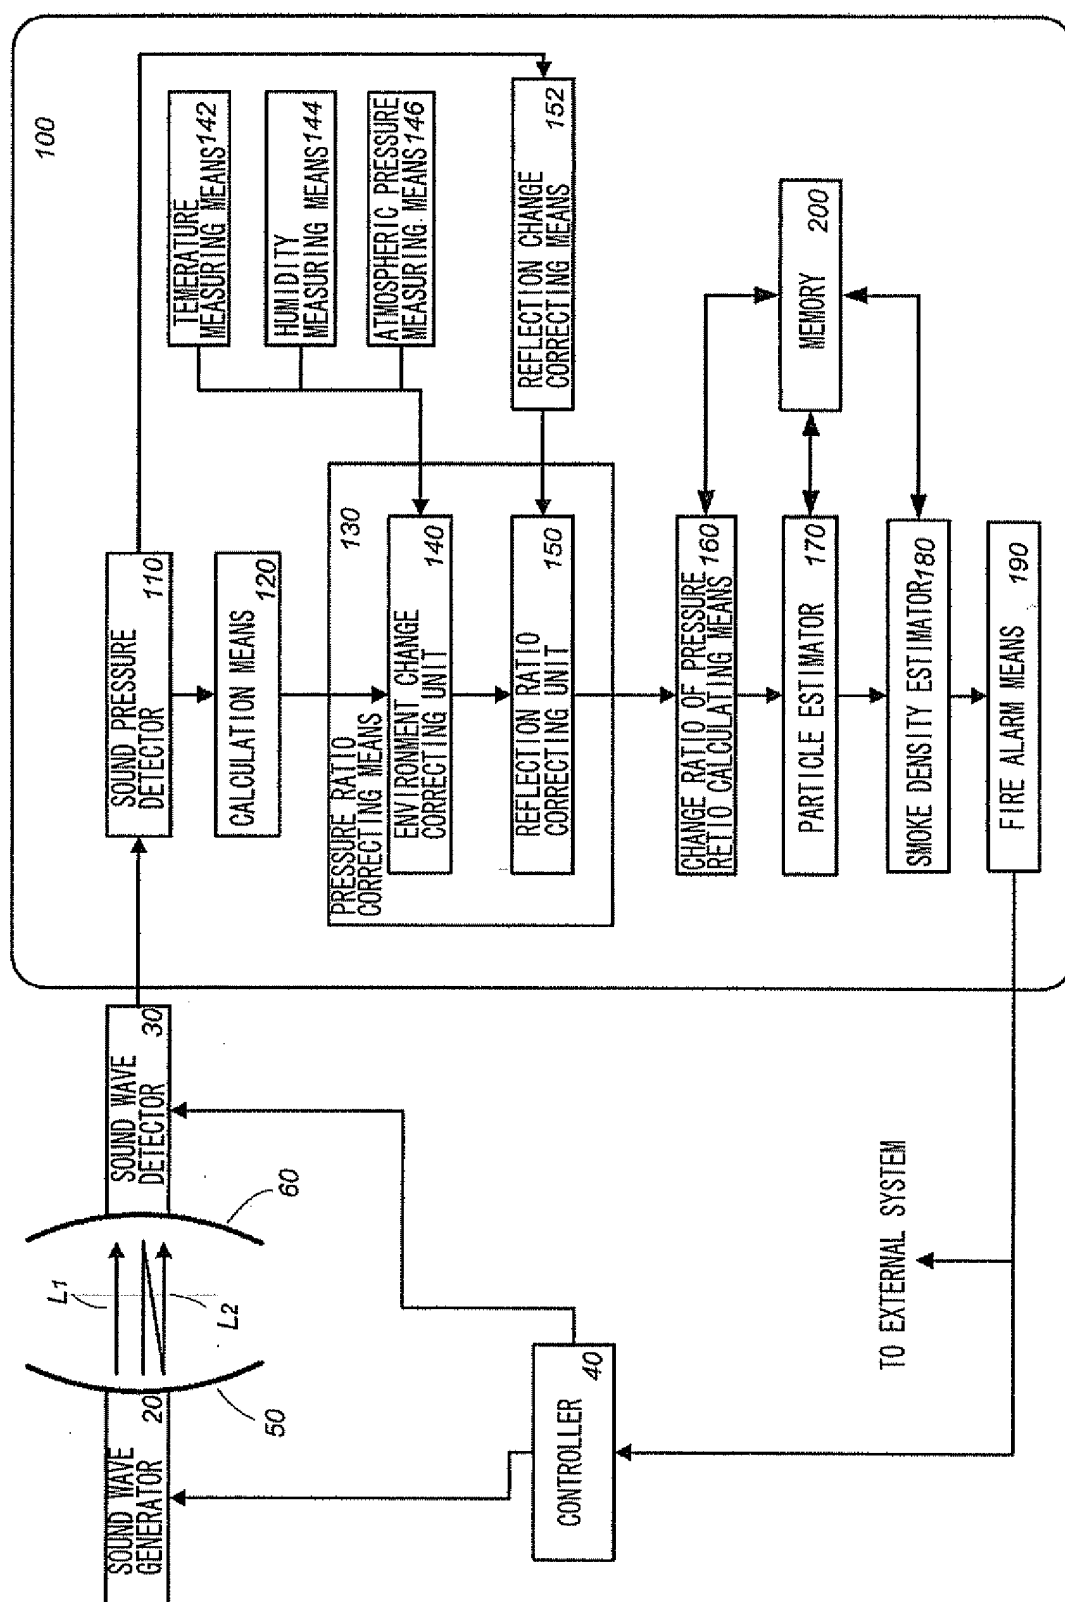 100
SOUND WAVE
GENERATOR
20
50
L1
L2
60
SOUND WAVE
DETECTOR
30
SOUND PRESSURE
DETECTOR
110
CALCULATION MEANS
120
TEMERATURE
MEASURING MEANS
142
HUMIDITY
MEASURING MEANS
144
ATMOSPHERIC PRESSURE
MEASURING MEANS
146
PRESSURE RATIO
CORRECTING MEANS
130
ENVIRONMENT CHANGE
CORRECTING UNIT
140
REFLECTION RATIO
CORRECTING UNIT
150
REFLECTION CHANGE
CORRECTING MEANS
152
CONTROLLER
40
CHANGE RATIO OF PRESSURE
RETIO CALCULATING MEANS
160
PARTICLE ESTIMATOR
170
MEMORY
200
SMOKE DENSITY ESTIMATOR
180
FIRE ALARM MEANS
190
TO EXTERNAL SYSTEM